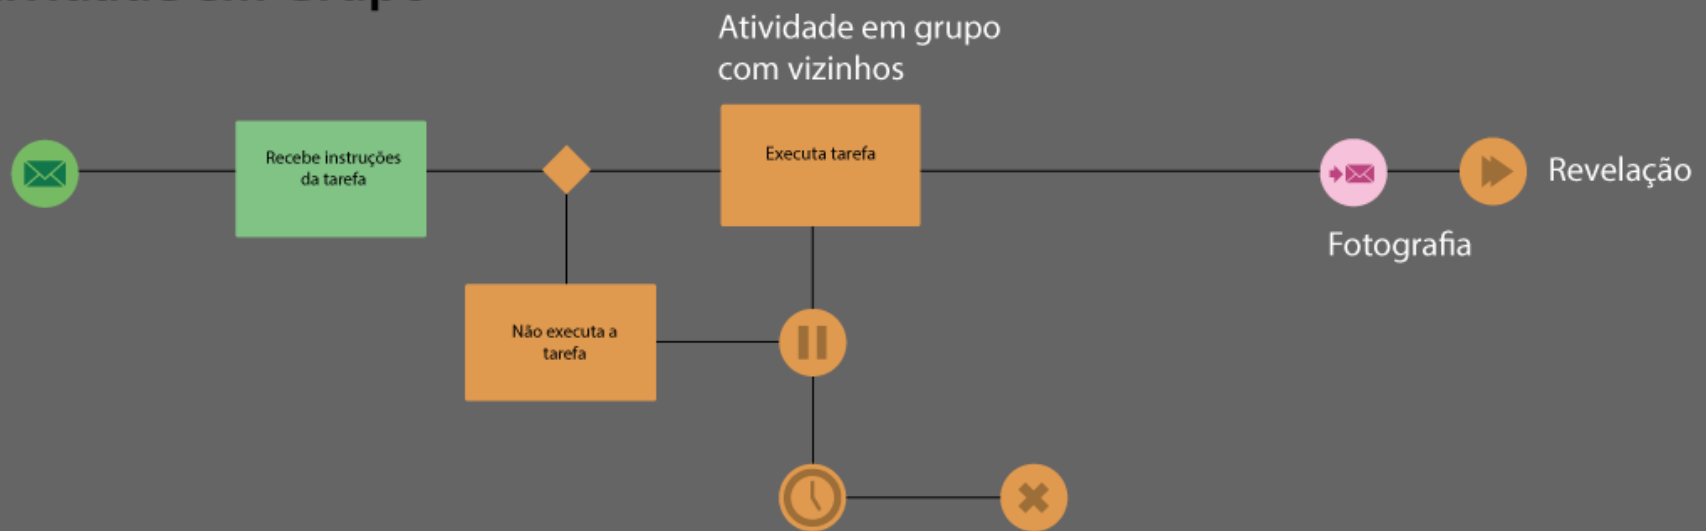 Atividade em grupo
com vizinhos
Recebe instruções
da tarefa
Executa tarefa
Revelação
Fotografia
Não executa a
tarefa